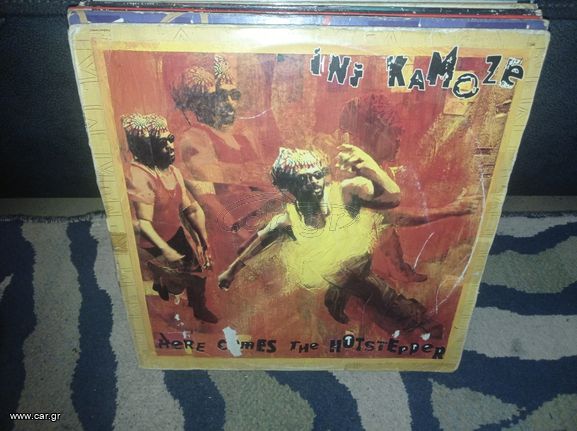 INI KAMOZE
HERE COMES THE HOTSTEPPER
www.car.gr